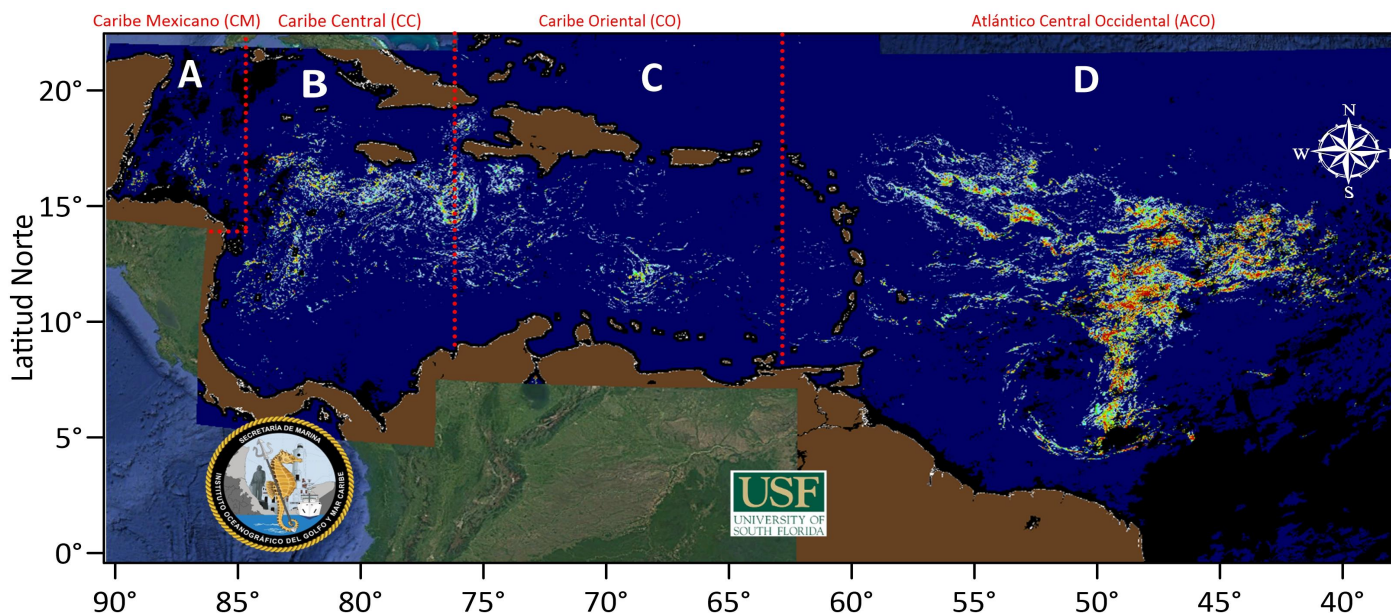 Caribe Mexicano (CM)
Caribe Central (CC)
Caribe Oriental (CO)
Atlántico Central Occidental (ACO)
A
B
C
D
N
W
S
20°
15°
10°
5°
0°
Latitud Norte
SECRETARÍA DE MARINA
INSTITUTO OCEANOGRÁFICO DEL GOLFO Y MAR CARIBE
USF
UNIVERSITY OF
SOUTH FLORIDA
90° 85° 80° 75° 70° 65° 60° 55° 50° 45° 40°